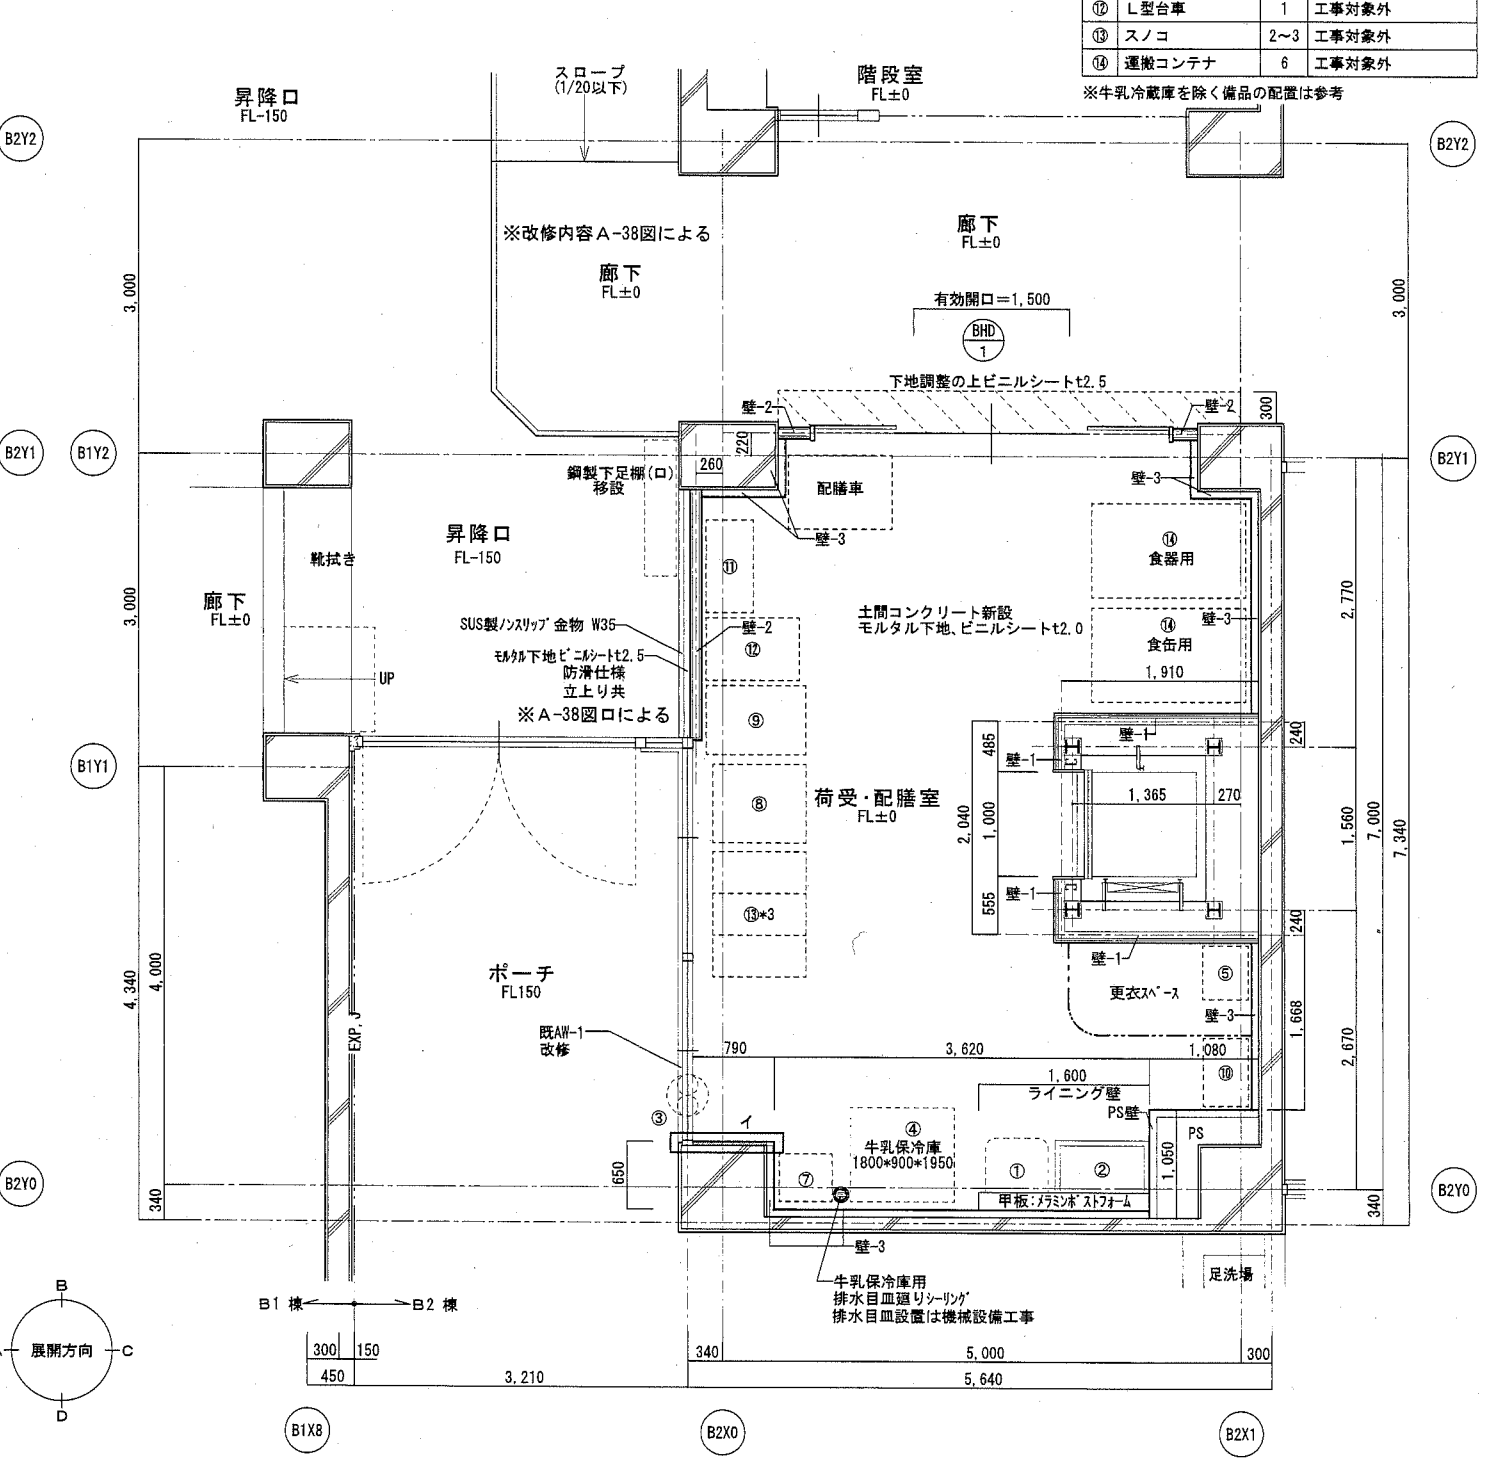 ⑫ Ｌ型台車 1 工事対象外
⑬ スノコ 2～3 工事対象外
⑭ 運搬コンテナ 6 工事対象外
※牛乳冷蔵庫を除く備品の配置は参考
スロープ
(1/20以下)
階段室
FL±0
昇降口
FL-150
B2Y2
B2Y2
※改修内容Ａ-38図による
廊下
FL±0
廊下
FL±0
3,000
3,000
有効開口＝1,500
BHD
1
下地調整の上ビニルシートt2.5
壁-2
壁-2
300
B2Y1
B1Y2
B2Y1
220
260
鋼製下足棚(ロ)
移設
配膳車
壁-3
壁-3
昇降口
FL-150
靴拭き
⑪
⑭
食器用
廊下
FL±0
3,000
2,770
土間コンクリート新設
モルタル下地、ビニルシートt2.0
SUS製ﾉﾝｽﾘｯﾌﾟ金物 W35
壁-2
⑫
⑭
食缶用
壁-3
ﾓﾙﾀﾙ下地ﾋﾞﾆﾙｼｰﾄt2.5
防滑仕様
立上り共
※Ａ-38図ロによる
UP
1,910
⑨
壁-1
壁-1
485
240
B1Y1
⑧
荷受・配膳室
FL±0
2,040
1,000
1,365
270
1,560
7,000
7,340
555
壁-1
⑬*3
240
壁-1
ポーチ
FL150
4,340
4,000
⑤
更衣ｽﾍﾟｰｽ
壁-3
1,668
2,670
EXP.J
既AW-1
改修
790
3,620
1,080
1,600
ライニング壁
⑩
③
イ
PS壁
PS
④
牛乳保冷庫
1800*900*1950
①
②
⑦
1,050
650
甲板:ﾒﾗﾐﾝﾎﾟｽﾄﾌｫｰﾑ
B2Y0
B2Y0
340
340
壁-3
足洗場
牛乳保冷庫用
排水目皿廻りｼｰﾘﾝｸﾞ
排水目皿設置は機械設備工事
B1 棟
B2 棟
B
展開方向
C
D
300
150
340
5,000
300
450
3,210
5,640
B1X8
B2X0
B2X1